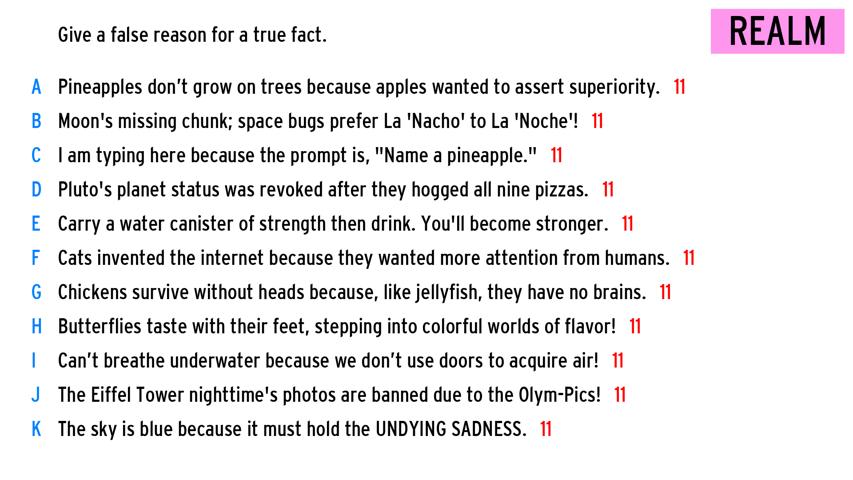 Give a false reason for a true fact.
REALM
A Pineapples don’t grow on trees because apples wanted to assert superiority. 11
B Moon's missing chunk; space bugs prefer La 'Nacho' to La 'Noche'! 11
C I am typing here because the prompt is, "Name a pineapple." 11
D Pluto's planet status was revoked after they hogged all nine pizzas. 11
E Carry a water canister of strength then drink. You'll become stronger. 11
F Cats invented the internet because they wanted more attention from humans. 11
G Chickens survive without heads because, like jellyfish, they have no brains. 11
H Butterflies taste with their feet, stepping into colorful worlds of flavor! 11
I Can’t breathe underwater because we don’t use doors to acquire air! 11
J The Eiffel Tower nighttime's photos are banned due to the Olym-Pics! 11
K The sky is blue because it must hold the UNDYING SADNESS. 11